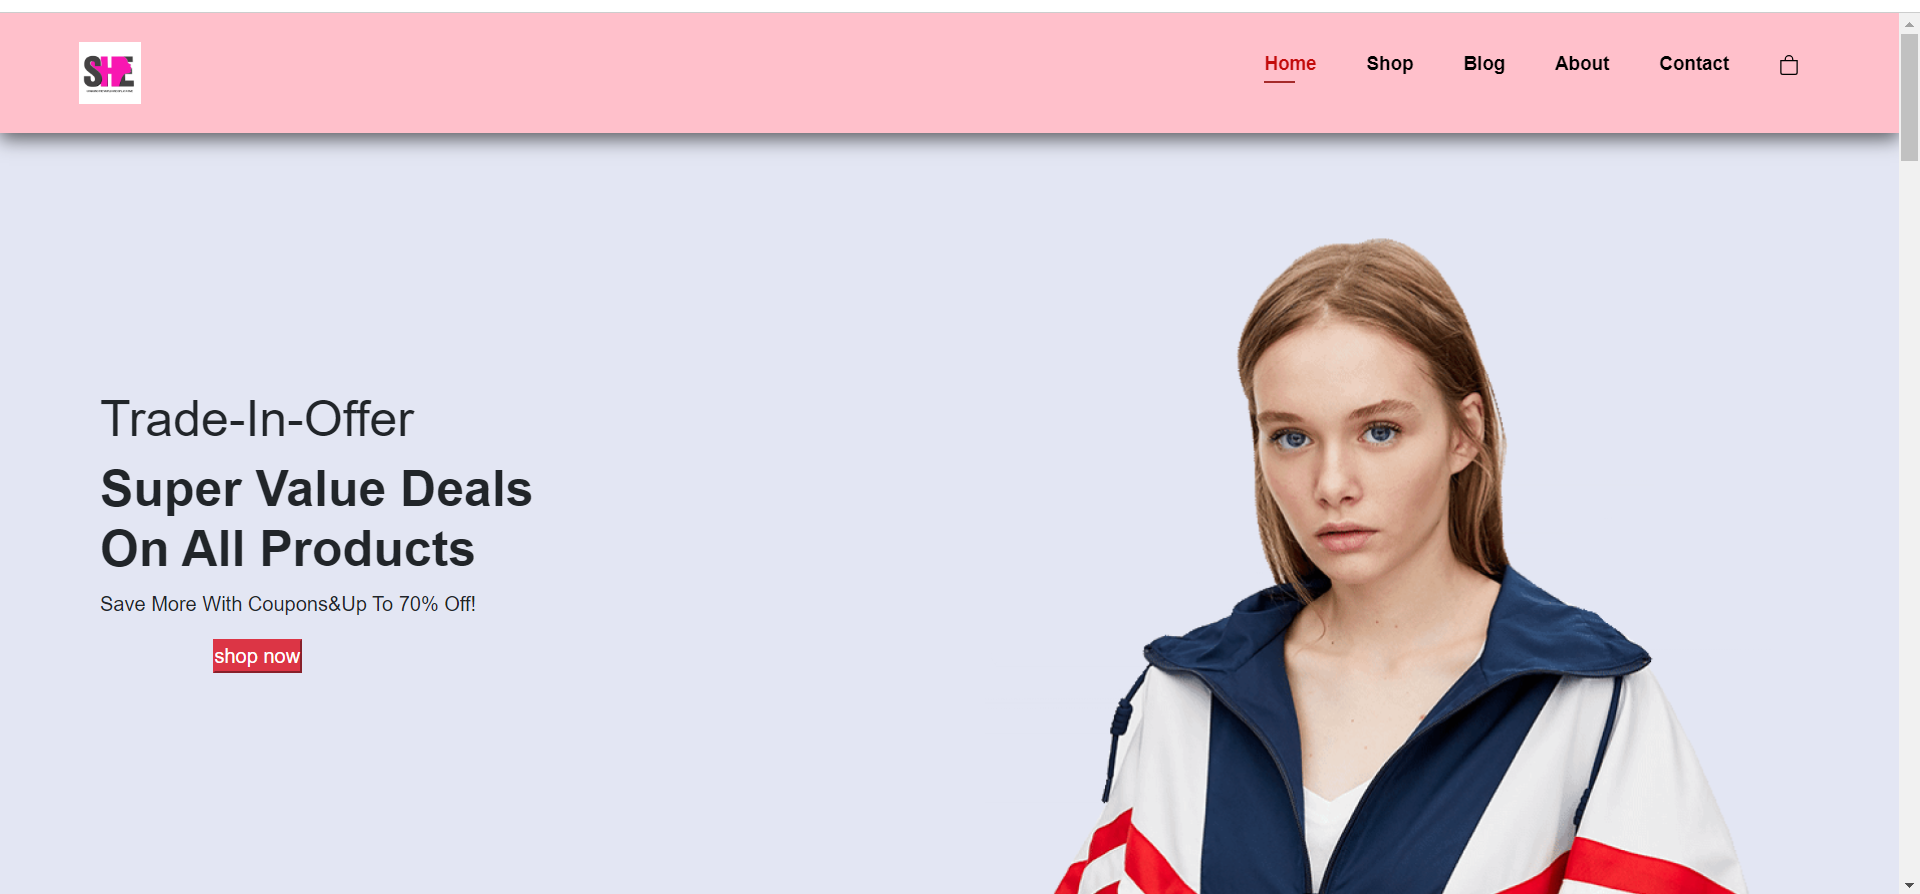 SHE
Home Shop Blog About Contact
Trade-In-Offer
Super Value Deals
On All Products
Save More With Coupons&Up To 70% Off!
shop now